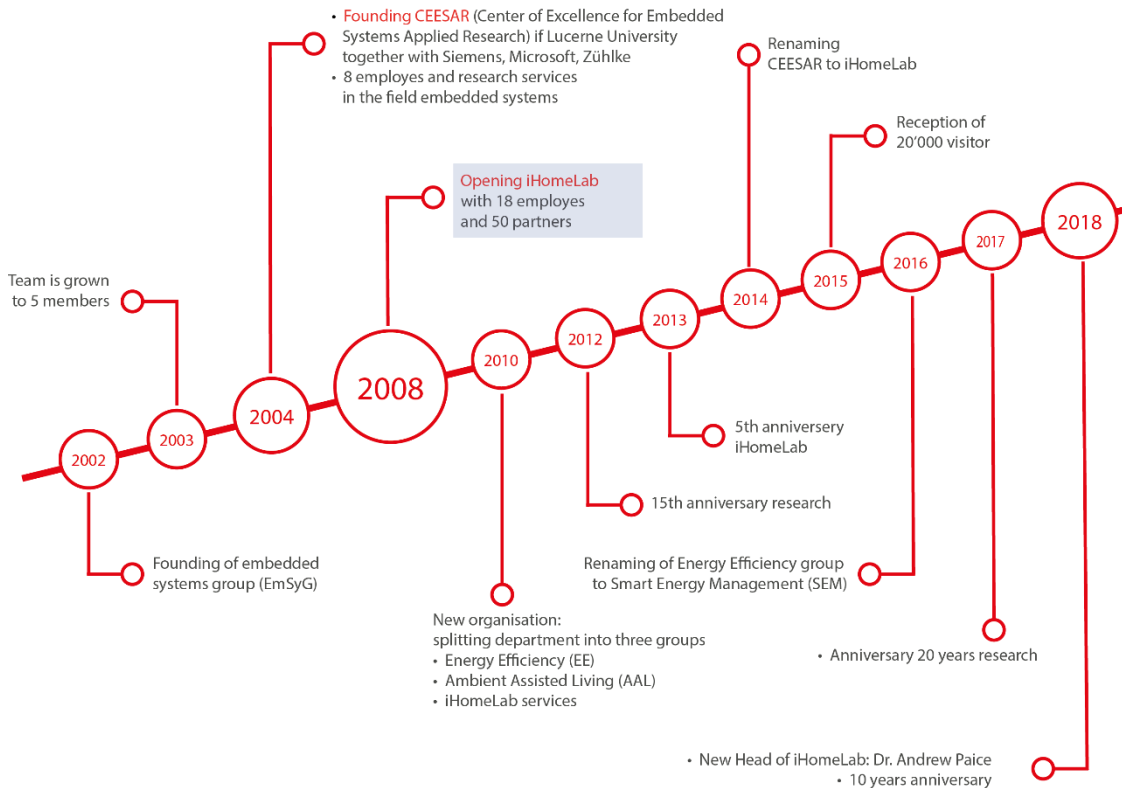 • Founding CEESAR (Center of Excellence for Embedded
Systems Applied Research) if Lucerne University
together with Siemens, Microsoft, Zühlke
• 8 employes and research services
in the field embedded systems
Renaming
CEESAR to iHomeLab
Reception of
20'000 visitor
Opening iHomeLab
with 18 employes
and 50 partners
Team is grown
to 5 members
2002
2003
2004
2008
2010
2012
2013
2014
2015
2016
2017
2018
5th anniversery
iHomeLab
15th anniversary research
Founding of embedded
systems group (EmSyG)
Renaming of Energy Efficiency group
to Smart Energy Management (SEM)
New organisation:
splitting department into three groups
• Energy Efficiency (EE)
• Ambient Assisted Living (AAL)
• iHomeLab services
• Anniversary 20 years research
• New Head of iHomeLab: Dr. Andrew Paice
• 10 years anniversary